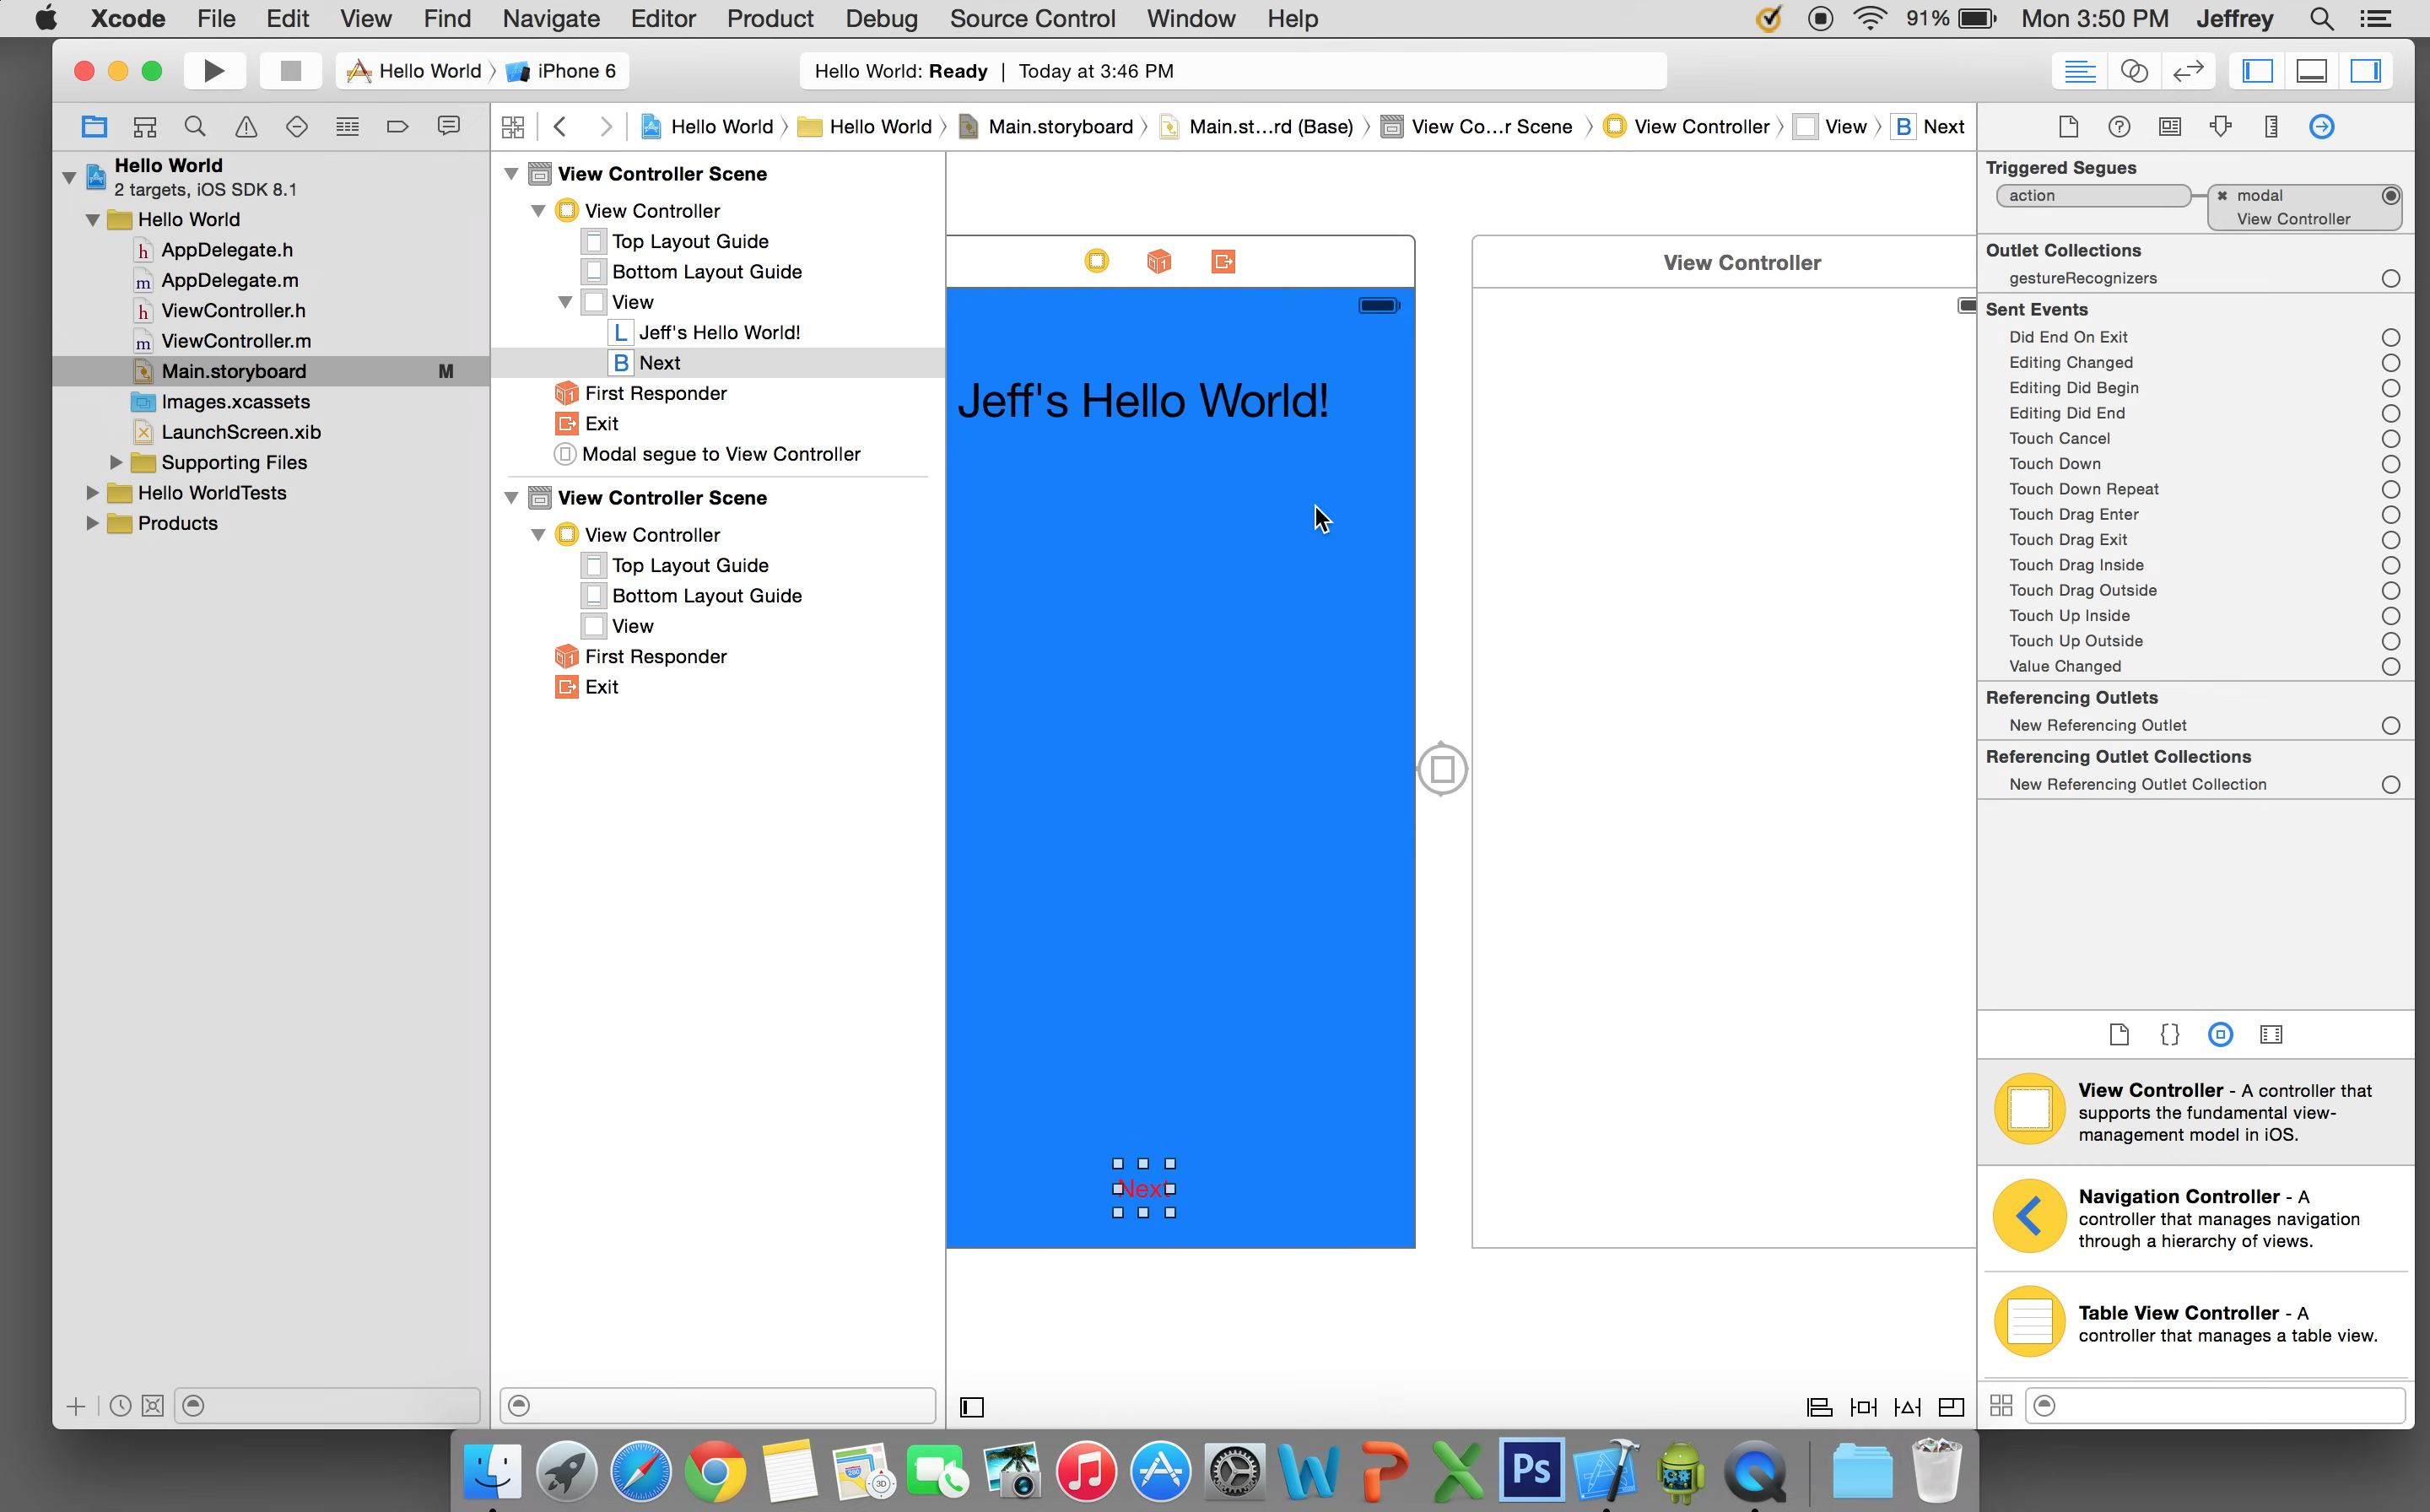 Xcode File Edit View Find Navigate Editor Product Debug Source Control Window Help 91% Mon 3:50 PM Jeffrey
Hello World iPhone 6
Hello World: Ready | Today at 3:46 PM
Hello World Hello World Main.storyboard Main.st...rd (Base) View Co...r Scene View Controller View B Next
Hello World
2 targets, iOS SDK 8.1
Hello World
h AppDelegate.h
m AppDelegate.m
h ViewController.h
m ViewController.m
Main.storyboard M
Images.xcassets
LaunchScreen.xib
Supporting Files
Hello WorldTests
Products
View Controller Scene
View Controller
Top Layout Guide
Bottom Layout Guide
View
L Jeff's Hello World!
B Next
First Responder
Exit
Modal segue to View Controller
View Controller Scene
View Controller
Top Layout Guide
Bottom Layout Guide
View
First Responder
Exit
Jeff's Hello World!
Next
View Controller
Triggered Segues
action modal
View Controller
Outlet Collections
gestureRecognizers
Sent Events
Did End On Exit
Editing Changed
Editing Did Begin
Editing Did End
Touch Cancel
Touch Down
Touch Down Repeat
Touch Drag Enter
Touch Drag Exit
Touch Drag Inside
Touch Drag Outside
Touch Up Inside
Touch Up Outside
Value Changed
Referencing Outlets
New Referencing Outlet
Referencing Outlet Collections
New Referencing Outlet Collection
{}
View Controller - A controller that
supports the fundamental view-
management model in iOS.
Navigation Controller - A
controller that manages navigation
through a hierarchy of views.
Table View Controller - A
controller that manages a table view.
280 3D W P X Ps